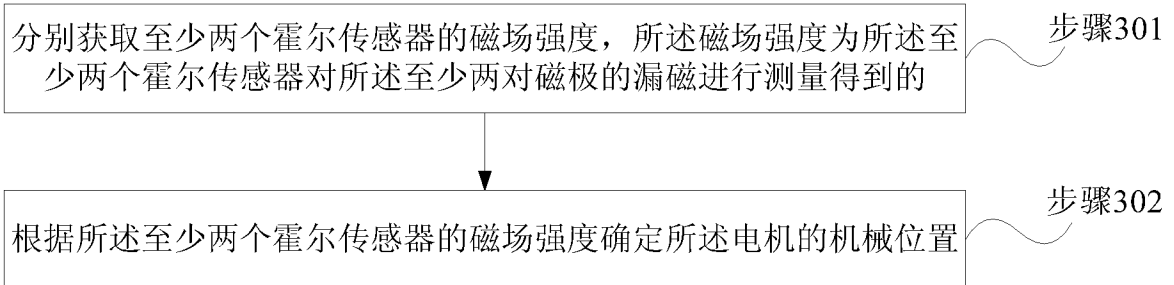 分别获取至少两个霍尔传感器的磁场强度，所述磁场强度为所述至
少两个霍尔传感器对所述至少两对磁极的漏磁进行测量得到的
步骤301
根据所述至少两个霍尔传感器的磁场强度确定所述电机的机械位置
步骤302